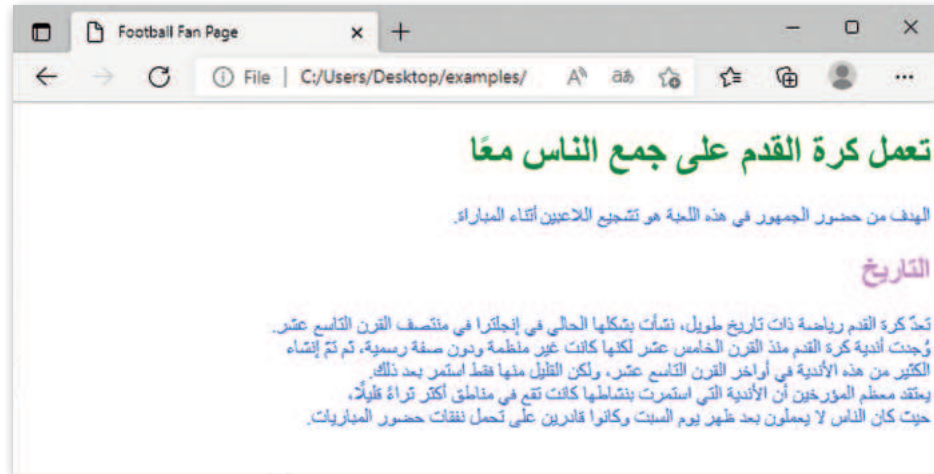 Football Fan Page
File | C:/Users/Desktop/examples/
تعمل كرة القدم على جمع الناس معًا
الهدف من حضور الجمهور في هذه اللعبة هو تشجيع اللاعبين أثناء المباراة.
التاريخ
تعدّ كرة القدم رياضة ذات تاريخ طويل، نشأت بشكلها الحالي في إنجلترا في منتصف القرن التاسع عشر.
وُجدت أندية كرة القدم منذ القرن الخامس عشر لكنها كانت غير منظمة ودون صفة رسمية، ثم تمّ إنشاء
الكثير من هذه الأندية في أواخر القرن التاسع عشر، ولكن القليل منها فقط استمر بعد ذلك.
يعتقد معظم المؤرخين أن الأندية التي استمرت بنشاطها كانت تقع في مناطق أكثر ثراءً قليلًا،
حيث كان الناس لا يعملون بعد ظهر يوم السبت وكانوا قادرين على تحمل نفقات حضور المباريات.